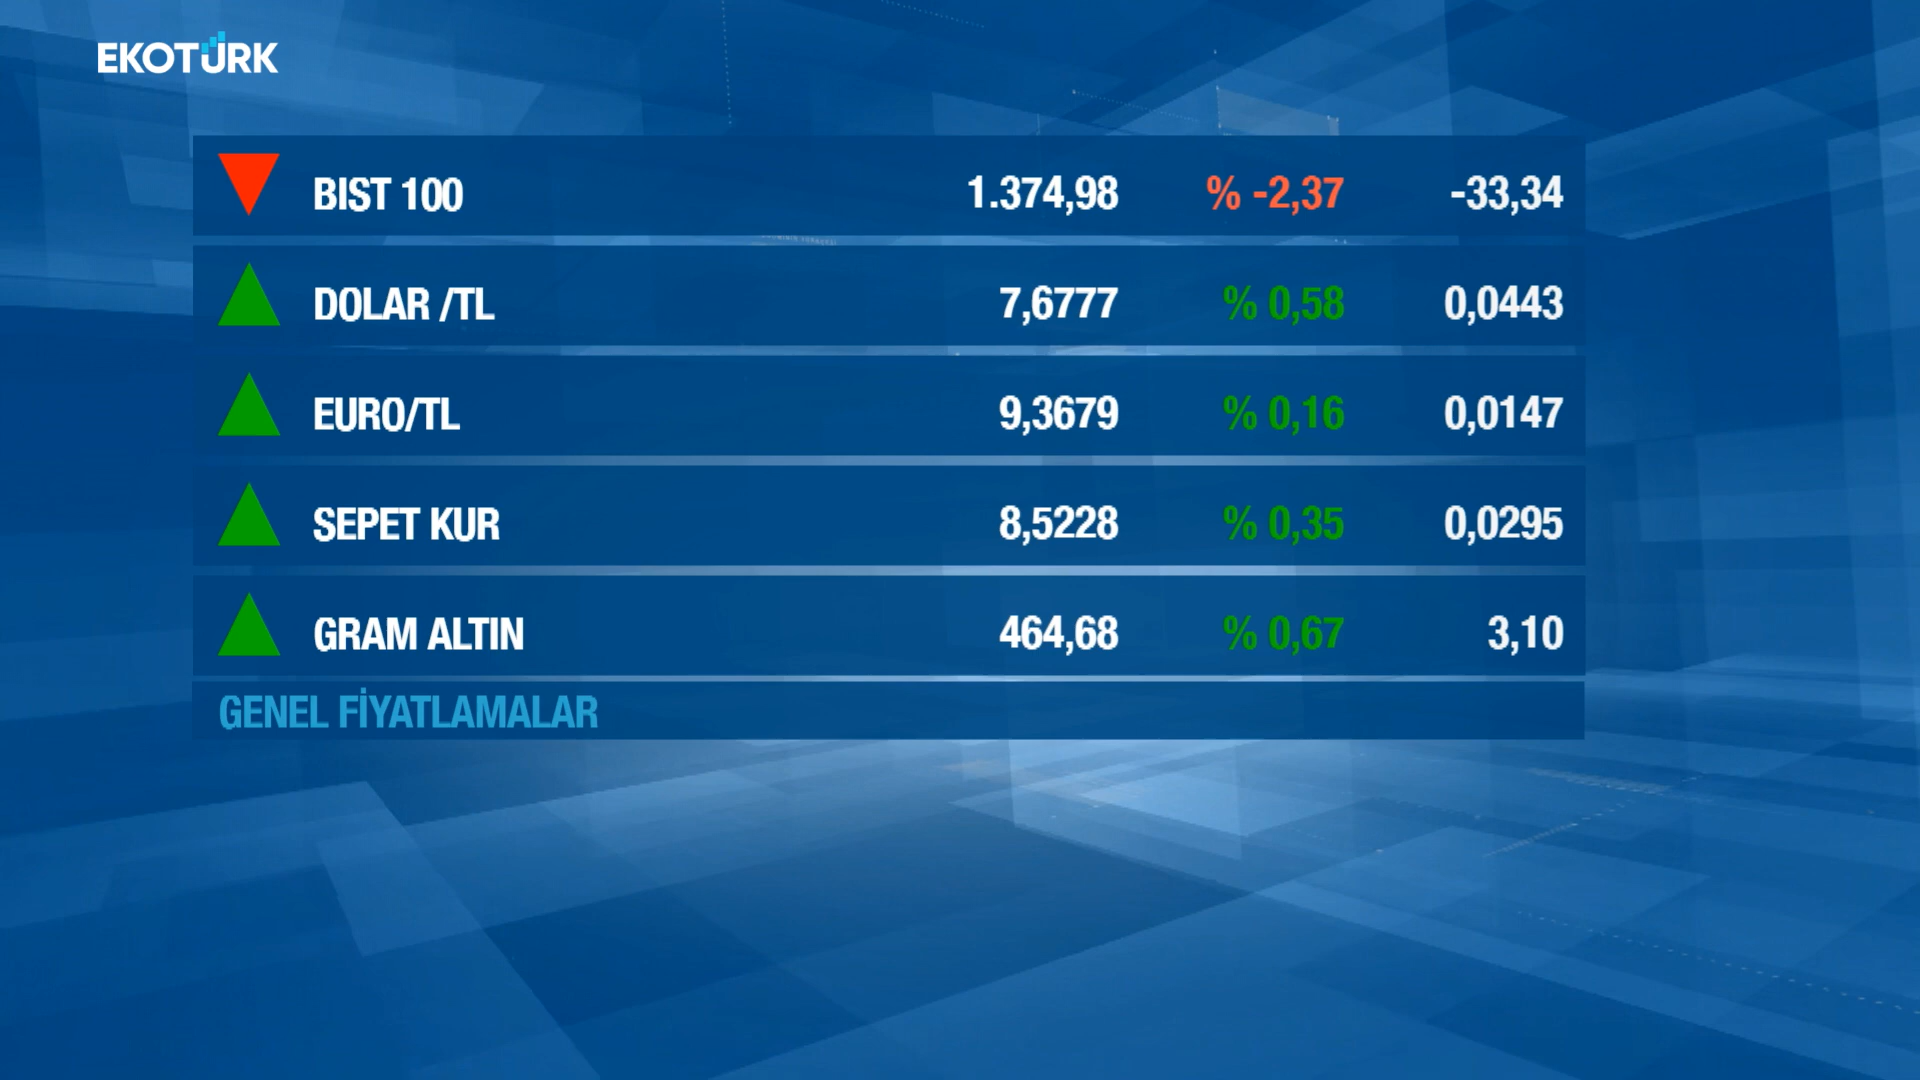 EKOTÜRK
BIST 100 1.374,98 % -2,37 -33,34
DOLAR /TL 7,6777 % 0,58 0,0443
EURO/TL 9,3679 % 0,16 0,0147
SEPET KUR 8,5228 % 0,35 0,0295
GRAM ALTIN 464,68 % 0,67 3,10
GENEL FİYATLAMALAR